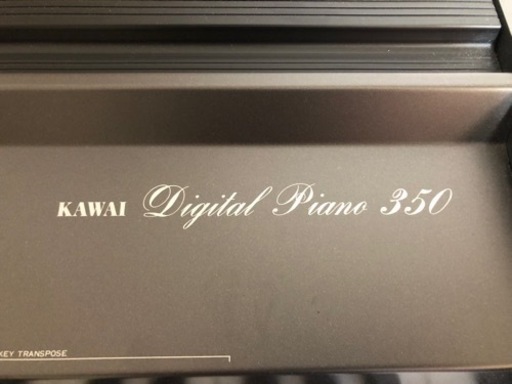 KAWAI Digital Piano 350
KEY TRANSPOSE